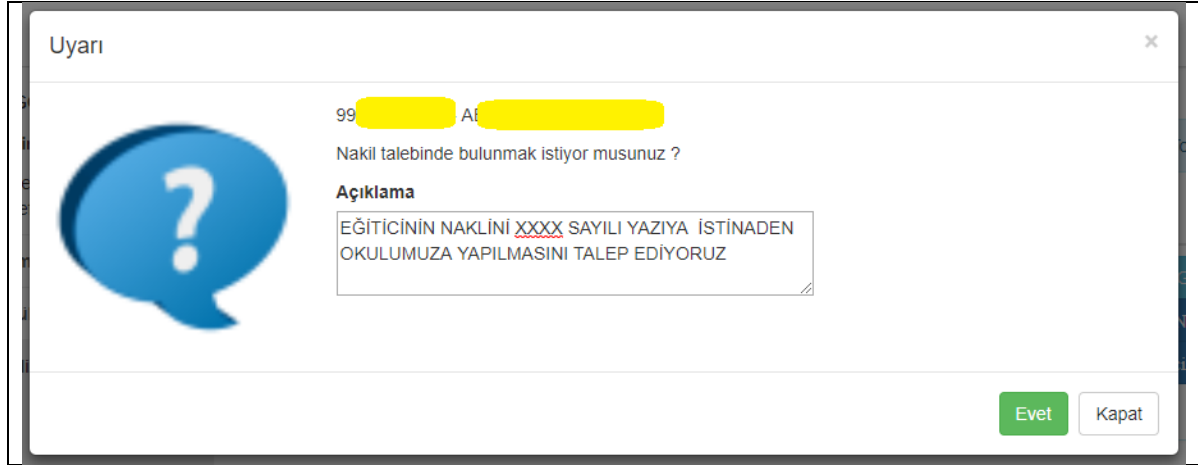 Uyarı
×
99 AB
Nakil talebinde bulunmak istiyor musunuz ?
Açıklama
EĞİTİCİNİN NAKLİNİ XXXX SAYILI YAZIYA İSTİNADEN
OKULUMUZA YAPILMASINI TALEP EDİYORUZ
?
Evet Kapat